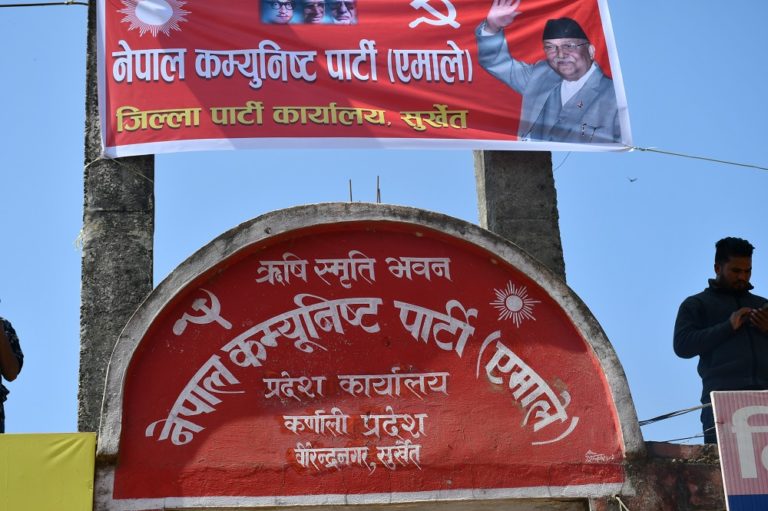 नेपाल कम्युनिष्ट पार्टी (एमाले)
जिल्ला पार्टी कार्यालय, सुर्खेत
ऋषि स्मृति भवन
नेपाल कम्यूनिष्ट पार्टी (एमाले)
प्रदेश कार्यालय
कर्णाली प्रदेश
वीरेन्द्रनगर, सुर्खेत